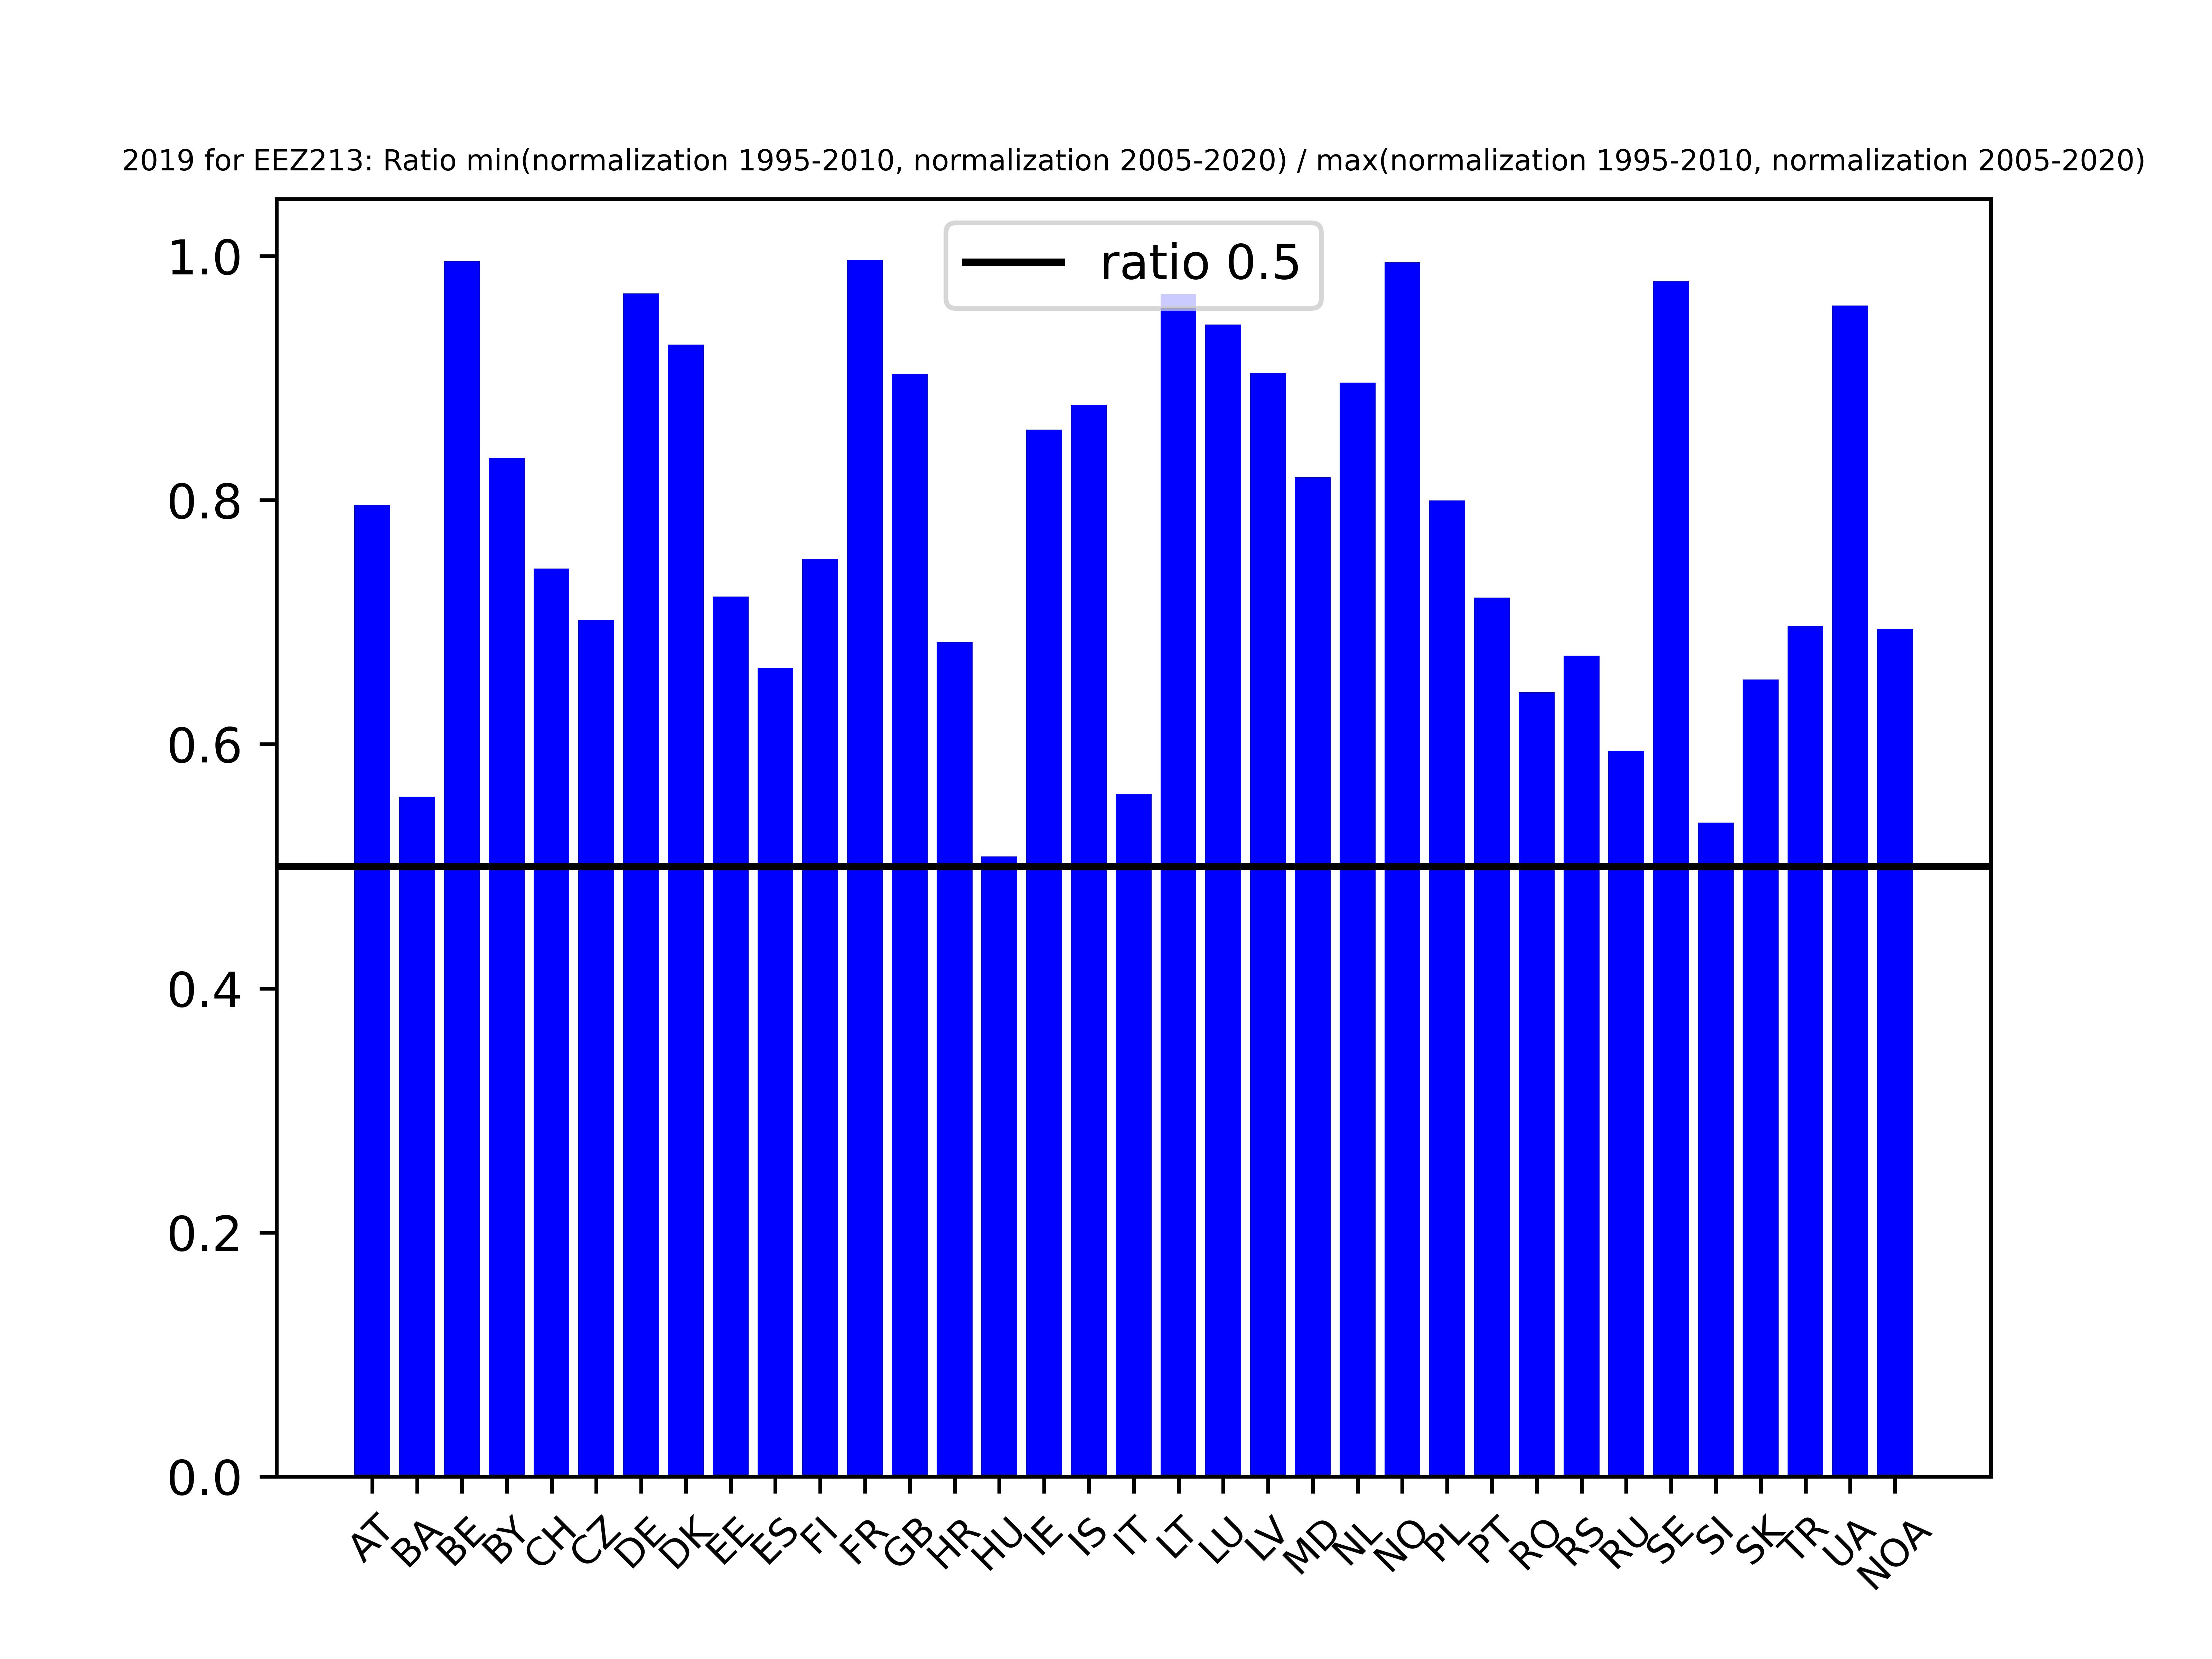 2019 for EEZ213: Ratio min(normalization 1995-2010, normalization 2005-2020) / max(normalization 1995-2010, normalization 2005-2020)
ratio 0.5
1.0
0.8
0.6
0.4
0.2
0.0
AT BA BE BY CH CZ DE DK EE ES FI FR GB HR HU IE IS IT LT LU LV MD NL NO PL PT RO RS RU SE SI SK TR UA NOA